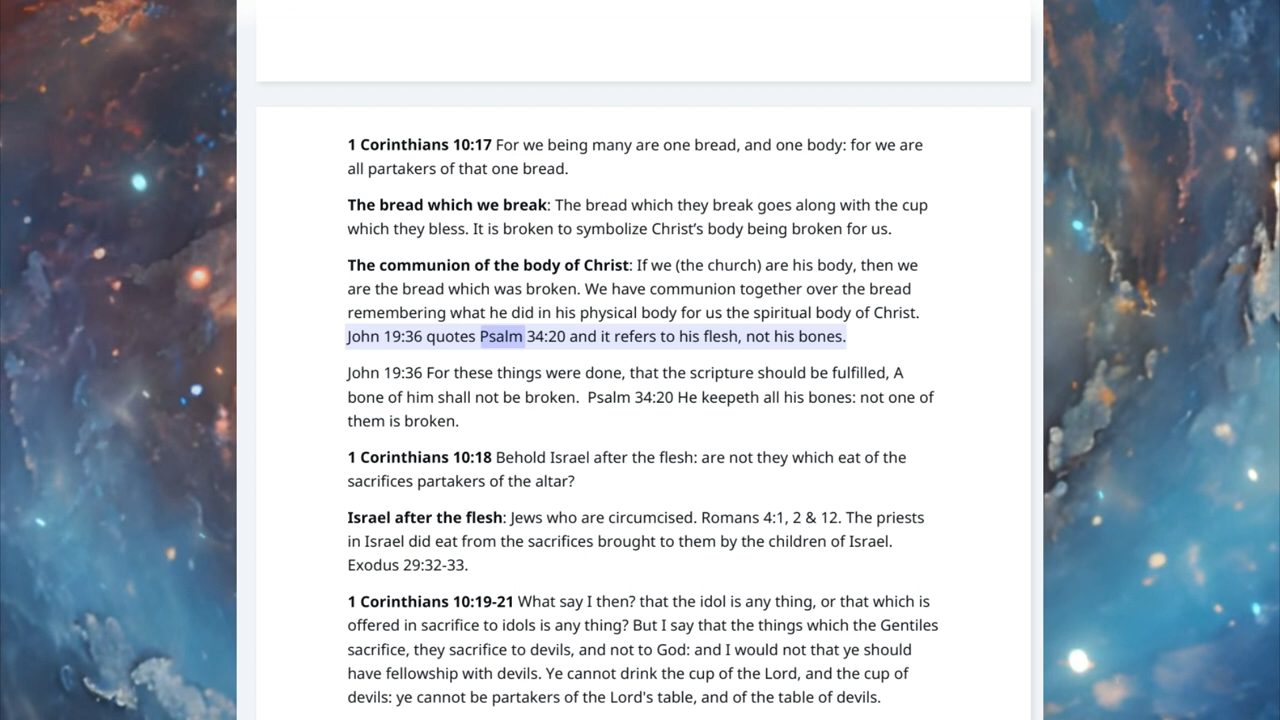 1 Corinthians 10:17 For we being many are one bread, and one body: for we are
all partakers of that one bread.
The bread which we break: The bread which they break goes along with the cup
which they bless. It is broken to symbolize Christ’s body being broken for us.
The communion of the body of Christ: If we (the church) are his body, then we
are the bread which was broken. We have communion together over the bread
remembering what he did in his physical body for us the spiritual body of Christ.
John 19:36 quotes Psalm 34:20 and it refers to his flesh, not his bones.
John 19:36 For these things were done, that the scripture should be fulfilled, A
bone of him shall not be broken.  Psalm 34:20 He keepeth all his bones: not one of
them is broken.
1 Corinthians 10:18 Behold Israel after the flesh: are not they which eat of the
sacrifices partakers of the altar?
Israel after the flesh: Jews who are circumcised. Romans 4:1, 2 & 12. The priests
in Israel did eat from the sacrifices brought to them by the children of Israel.
Exodus 29:32-33.
1 Corinthians 10:19-21 What say I then? that the idol is any thing, or that which is
offered in sacrifice to idols is any thing? But I say that the things which the Gentiles
sacrifice, they sacrifice to devils, and not to God: and I would not that ye should
have fellowship with devils. Ye cannot drink the cup of the Lord, and the cup of
devils: ye cannot be partakers of the Lord's table, and of the table of devils.